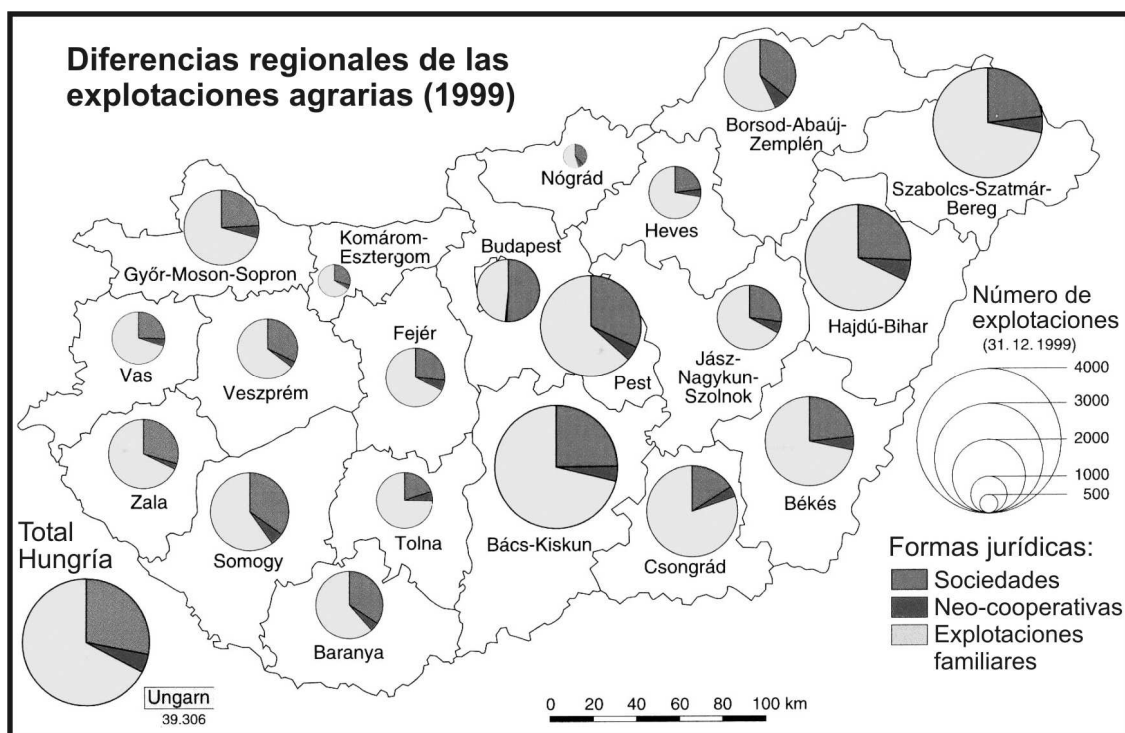 Diferencias regionales de las
explotaciones agrarias (1999)
Borsod-Abaúj-
Zemplén
Szabolcs-Szatmár-
Bereg
Nógrád
Heves
Győr-Moson-Sopron
Komárom-
Esztergom
Budapest
Pest
Hajdú-Bihar
Vas
Veszprém
Fejér
Jász-
Nagykun-
Szolnok
Zala
Somogy
Tolna
Bács-Kiskun
Csongrád
Békés
Baranya
Número de
explotaciones
(31. 12. 1999)
4000
3000
2000
1000
500
Formas jurídicas:
Sociedades
Neo-cooperativas
Explotaciones
familiares
Total
Hungría
Ungarn
39.306
0 20 40 60 80 100 km